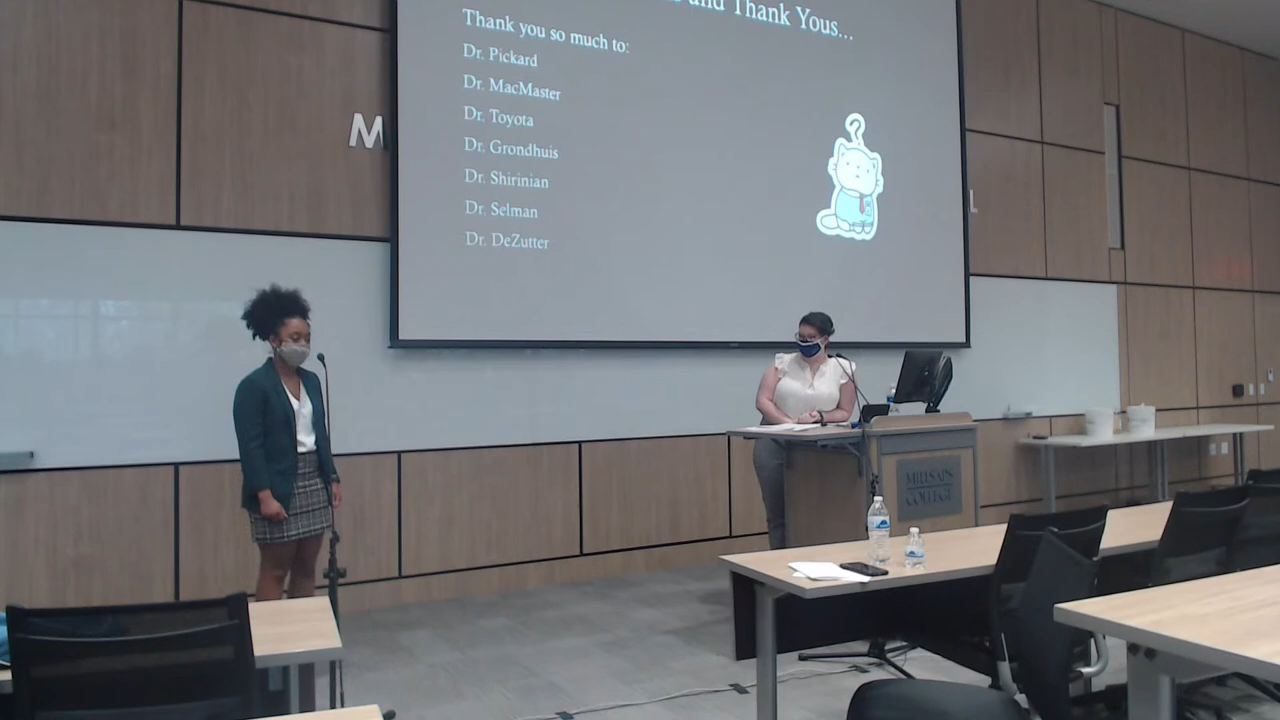 and Thank Yous...
Thank you so much to:
Dr. Pickard
Dr. MacMaster
Dr. Toyota
Dr. Grondhuis
Dr. Shirinian
Dr. Selman
Dr. DeZutter
?
M
L
MILLSAPS
COLLEGE